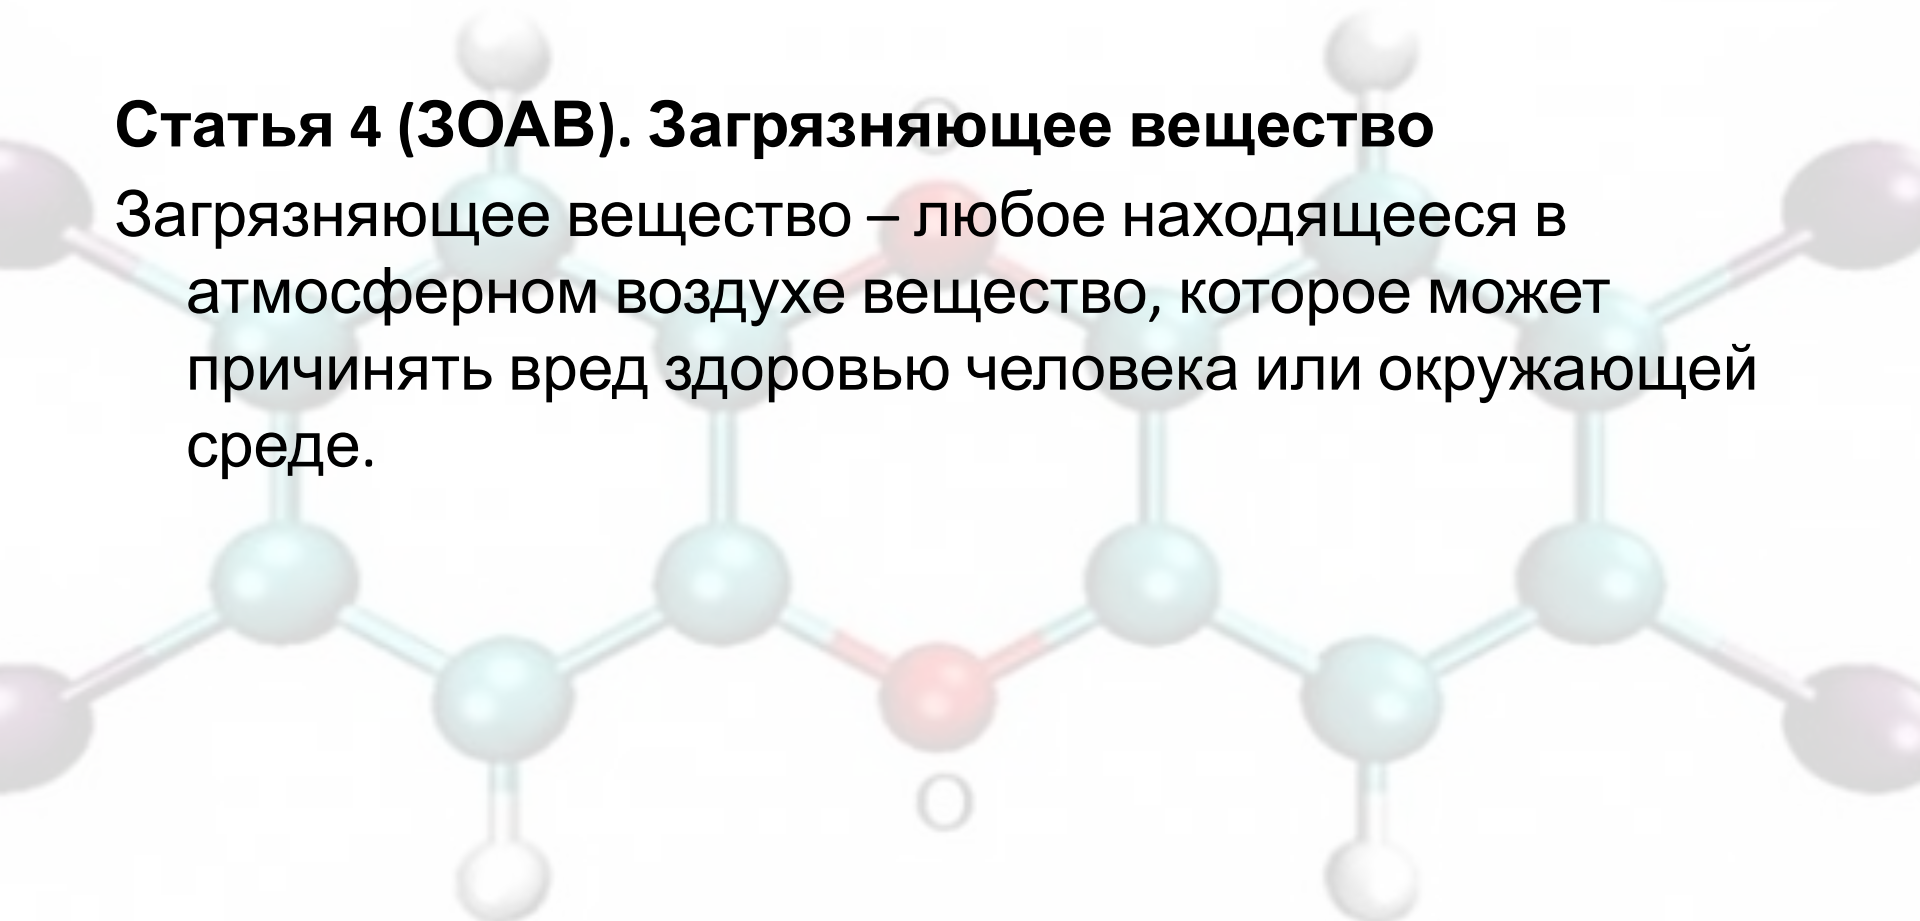 Статья 4 (ЗОАВ). Загрязняющее вещество
Загрязняющее вещество – любое находящееся в
атмосферном воздухе вещество, которое может
причинять вред здоровью человека или окружающей
среде.
O
O